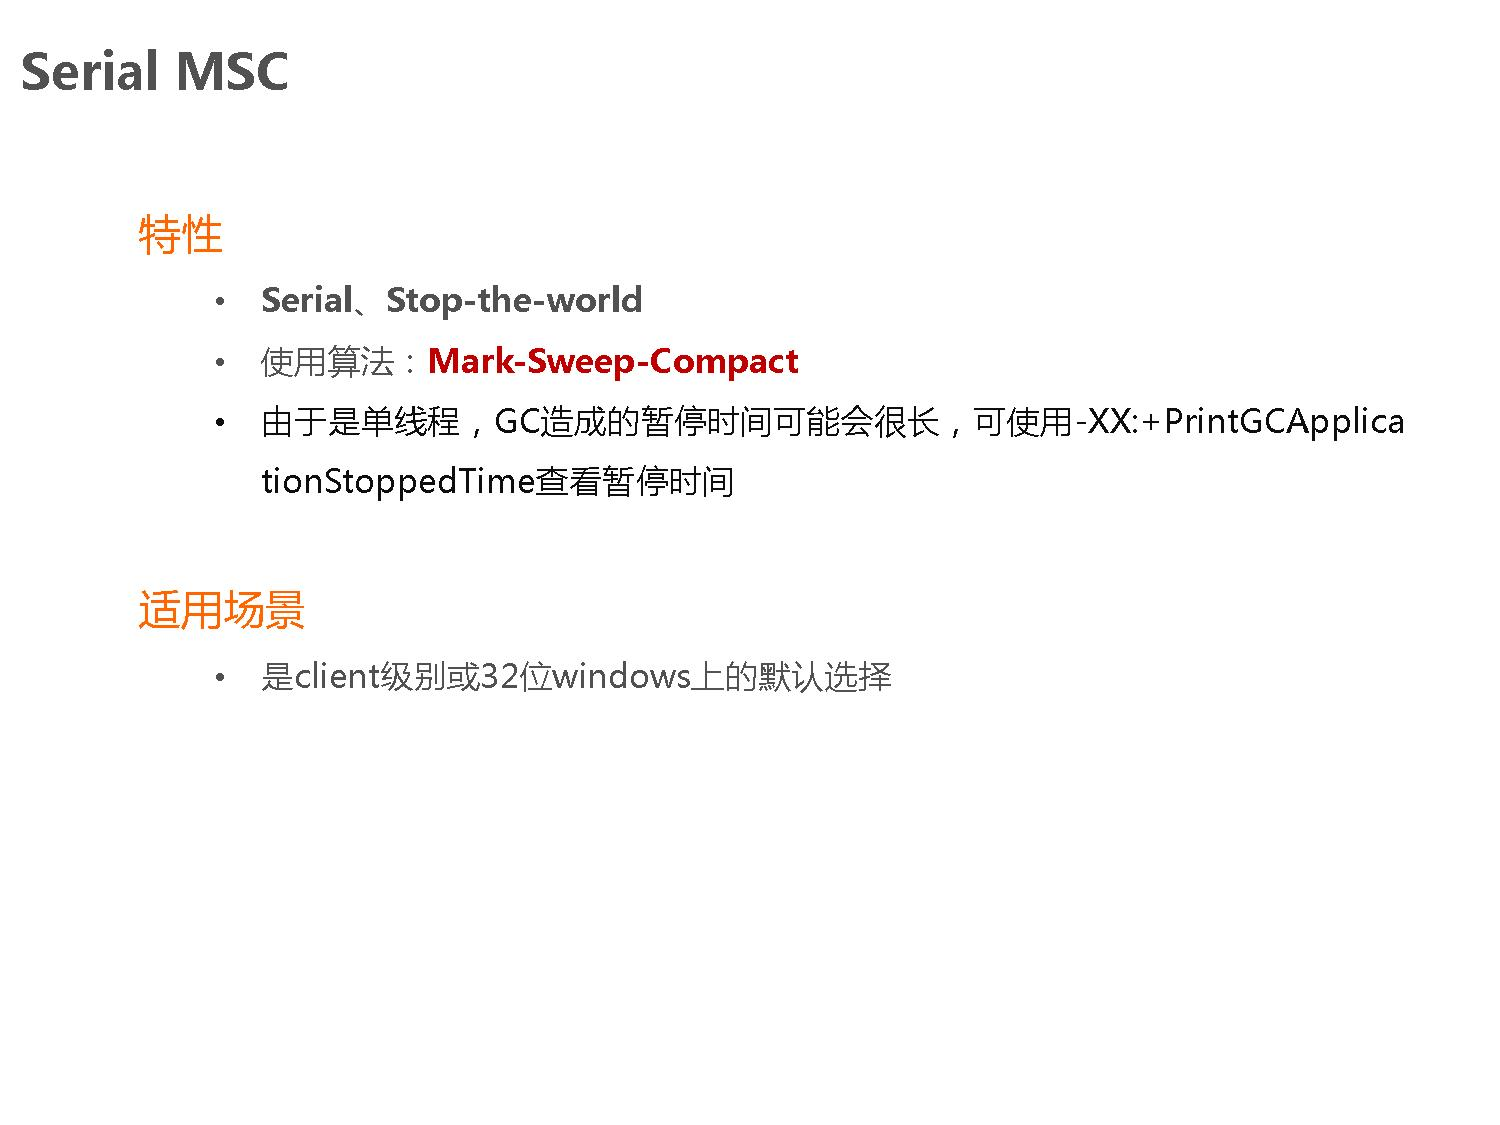 Serial MSC
特性
• Serial、Stop-the-world
• 使用算法：Mark-Sweep-Compact
• 由于是单线程，GC造成的暂停时间可能会很长，可使用-XX:+PrintGCApplica
tionStoppedTime查看暂停时间
适用场景
• 是client级别或32位windows上的默认选择